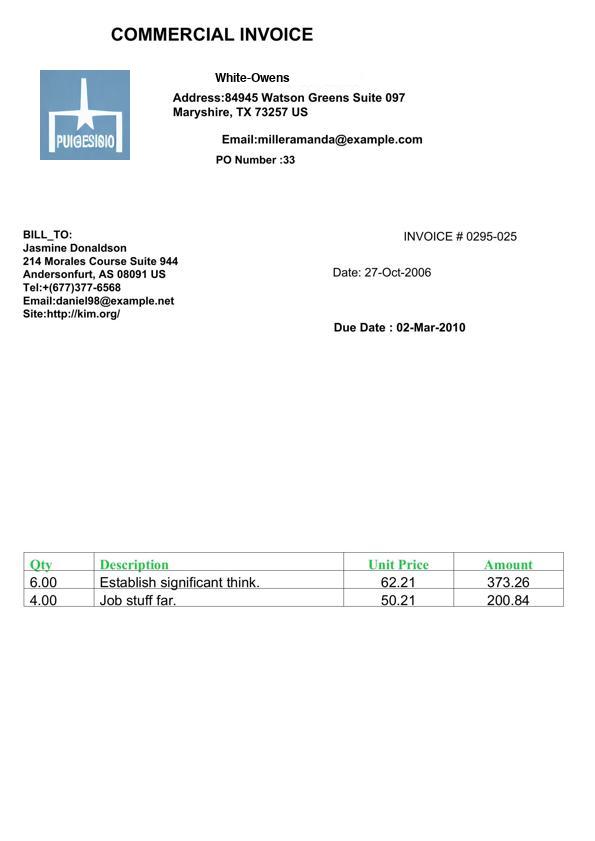 COMMERCIAL INVOICE
PUIGESISIO
White-Owens
Address:84945 Watson Greens Suite 097
Maryshire, TX 73257 US
Email:milleramanda@example.com
PO Number :33
BILL_TO:
Jasmine Donaldson
214 Morales Course Suite 944
Andersonfurt, AS 08091 US
Tel:+(677)377-6568
Email:daniel98@example.net
Site:http://kim.org/
INVOICE # 0295-025
Date: 27-Oct-2006
Due Date : 02-Mar-2010
Qty Description Unit Price Amount
6.00 Establish significant think. 62.21 373.26
4.00 Job stuff far. 50.21 200.84